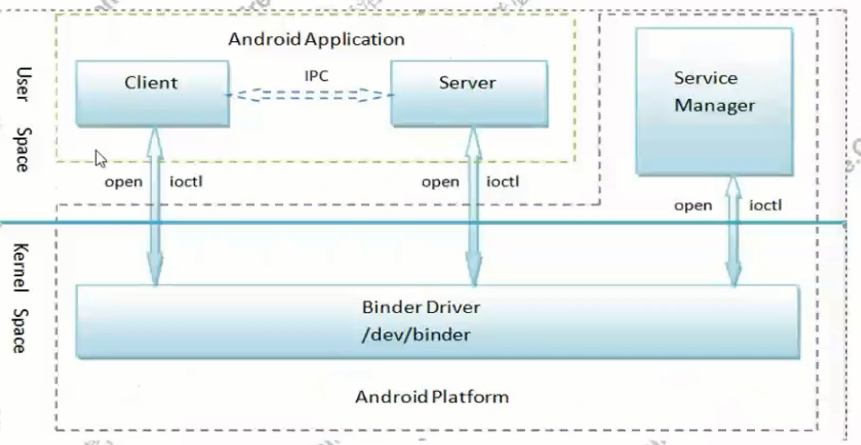 Android Application
User Space
Client
IPC
Server
Service
Manager
open
ioctl
open
ioctl
open
ioctl
Kernel Space
Binder Driver
/dev/binder
Android Platform